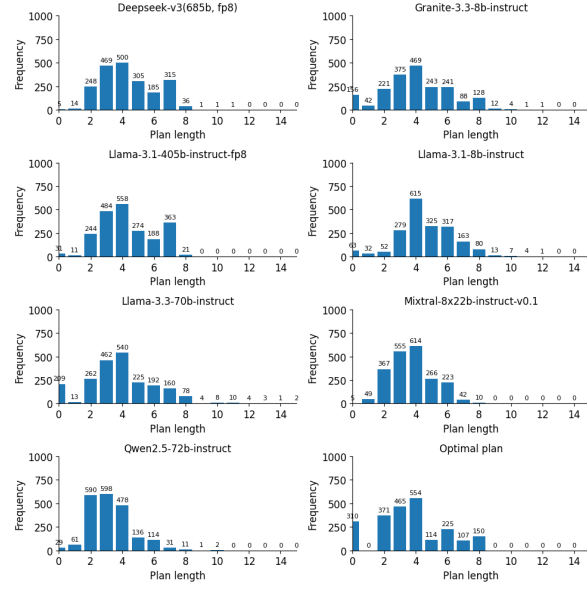 Deepseek-v3(685b, fp8)
Frequency
1000
750
500
250
0
5 14 248 469 500 305 185 315 36 1 1 1 0 0 0 0
0 2 4 6 8 10 12 14
Plan length
Granite-3.3-8b-instruct
Frequency
1000
750
500
250
0
156 42 221 375 469 243 241 88 128 12 4 1 1 0 0
0 2 4 6 8 10 12 14
Plan length
Llama-3.1-405b-instruct-fp8
Frequency
1000
750
500
250
0
31 11 244 484 558 274 188 363 21 0 0 0 0 0 0 0
0 2 4 6 8 10 12 14
Plan length
Llama-3.1-8b-instruct
Frequency
1000
750
500
250
0
63 32 52 279 615 325 317 163 80 13 7 4 1 0 0
0 2 4 6 8 10 12 14
Plan length
Llama-3.3-70b-instruct
Frequency
1000
750
500
250
0
209 13 262 462 540 225 192 160 78 4 8 10 4 3 1 2
0 2 4 6 8 10 12 14
Plan length
Mixtral-8x22b-instruct-v0.1
Frequency
1000
750
500
250
0
5 49 367 555 614 266 223 42 10 0 0 0 0 0 0
0 2 4 6 8 10 12 14
Plan length
Qwen2.5-72b-instruct
Frequency
1000
750
500
250
0
29 61 590 598 478 136 114 31 11 1 2 0 0 0 0 0
0 2 4 6 8 10 12 14
Plan length
Optimal plan
Frequency
1000
750
500
250
0
310 0 371 465 554 114 225 107 150 0 0 0 0 0 0
0 2 4 6 8 10 12 14
Plan length